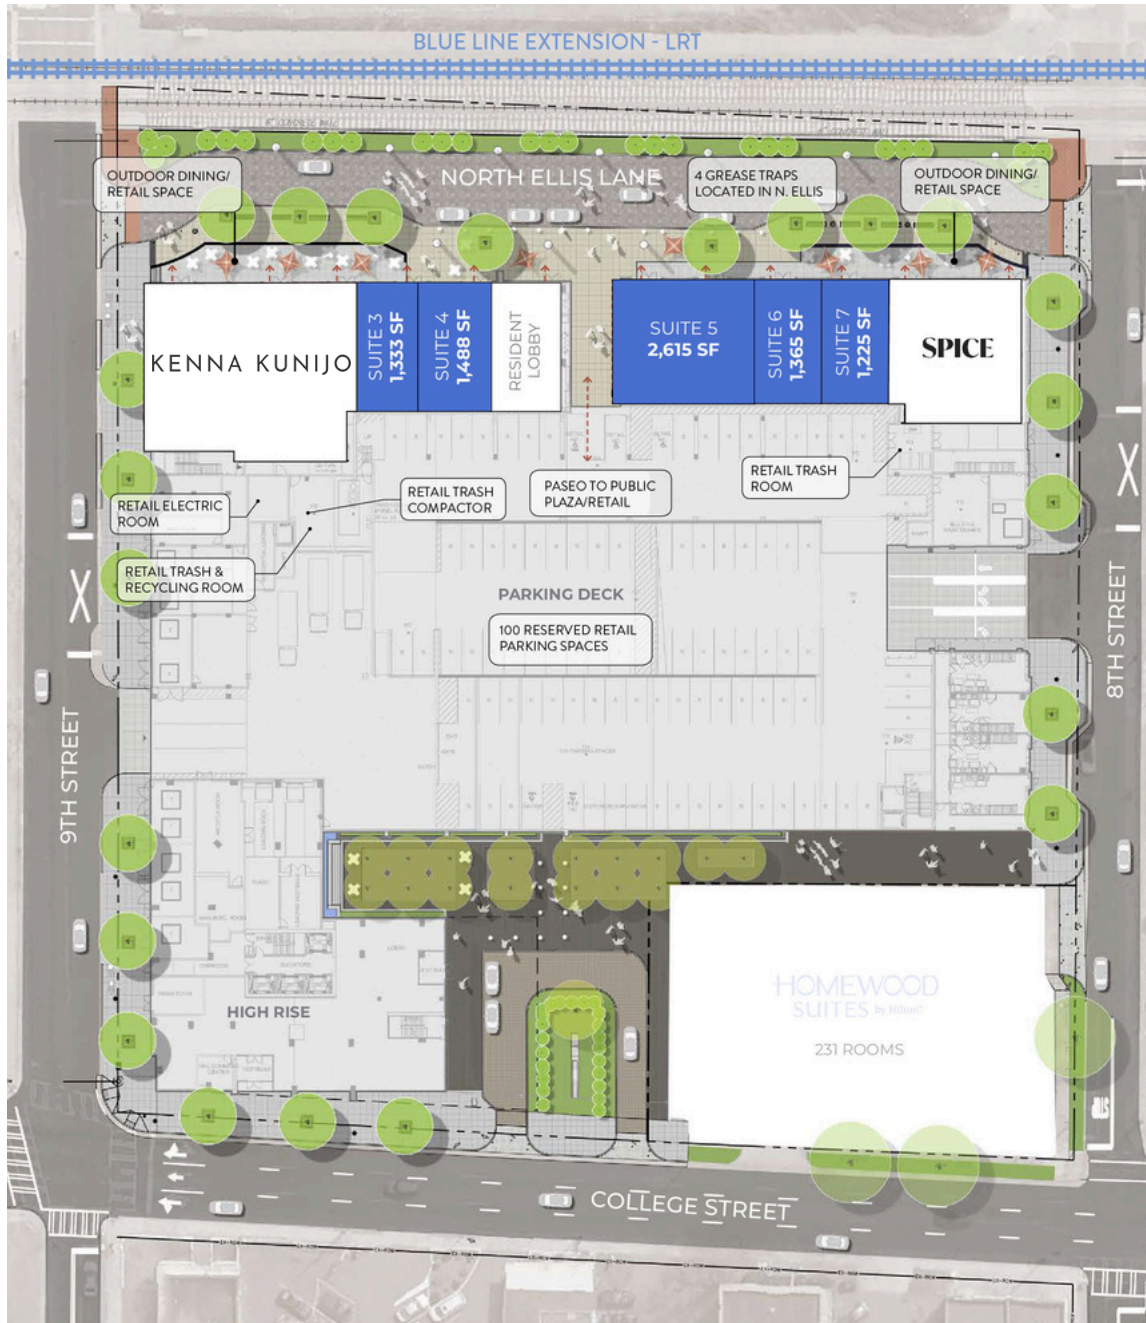 BLUE LINE EXTENSION - LRT
OUTDOOR DINING/
RETAIL SPACE
NORTH ELLIS LANE
4 GREASE TRAPS
LOCATED IN N. ELLIS
OUTDOOR DINING/
RETAIL SPACE
KENNA KUNIJO
SUITE 3
1,333 SF
SUITE 4
1,488 SF
RESIDENT
LOBBY
SUITE 5
2,615 SF
SUITE 6
1,365 SF
SUITE 7
1,225 SF
SPICE
RETAIL ELECTRIC
ROOM
RETAIL TRASH
COMPACTOR
PASEO TO PUBLIC
PLAZA/RETAIL
RETAIL TRASH
ROOM
RETAIL TRASH &
RECYCLING ROOM
PARKING DECK
100 RESERVED RETAIL
PARKING SPACES
9TH STREET
8TH STREET
HIGH RISE
LOBBY
HOMEWOOD
SUITES by Hilton
231 ROOMS
STOP
COLLEGE STREET